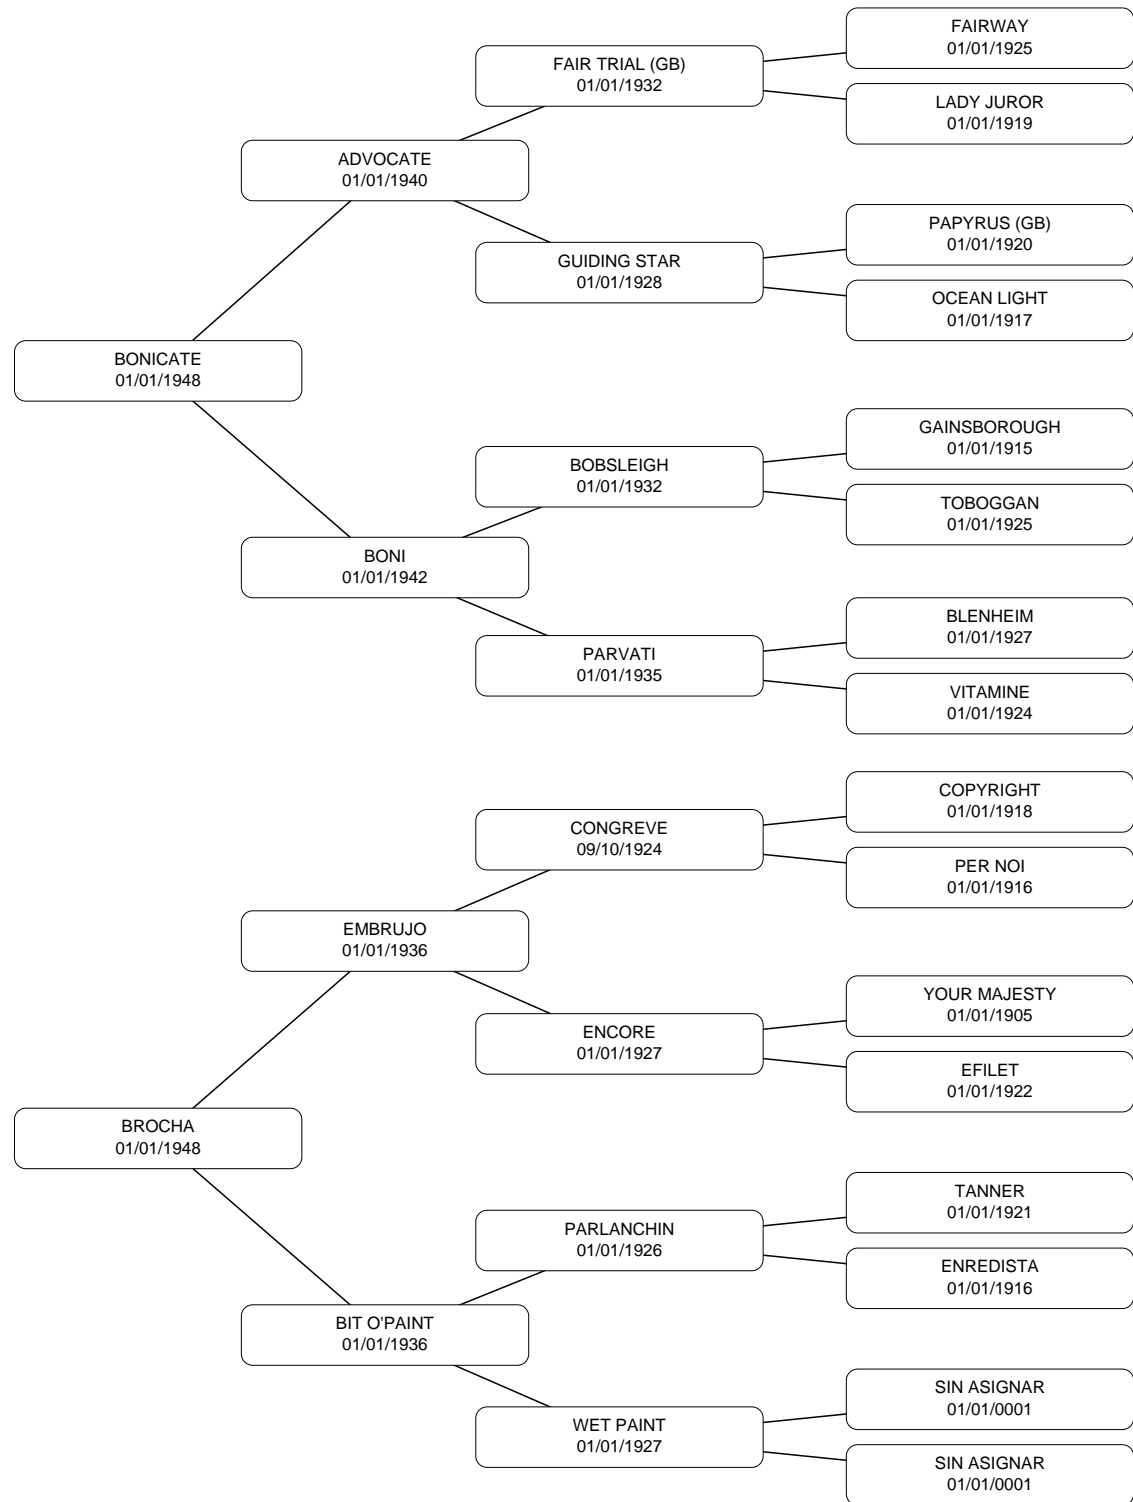 FAIRWAY
01/01/1925
FAIR TRIAL (GB)
01/01/1932
LADY JUROR
01/01/1919
ADVOCATE
01/01/1940
PAPYRUS (GB)
01/01/1920
GUIDING STAR
01/01/1928
OCEAN LIGHT
01/01/1917
BONICATE
01/01/1948
GAINSBOROUGH
01/01/1915
BOBSLEIGH
01/01/1932
TOBOGGAN
01/01/1925
BONI
01/01/1942
BLENHEIM
01/01/1927
PARVATI
01/01/1935
VITAMINE
01/01/1924
COPYRIGHT
01/01/1918
CONGREVE
09/10/1924
PER NOI
01/01/1916
EMBRUJO
01/01/1936
YOUR MAJESTY
01/01/1905
ENCORE
01/01/1927
EFILET
01/01/1922
BROCHA
01/01/1948
TANNER
01/01/1921
PARLANCHIN
01/01/1926
ENREDISTA
01/01/1916
BIT O'PAINT
01/01/1936
SIN ASIGNAR
01/01/0001
WET PAINT
01/01/1927
SIN ASIGNAR
01/01/0001